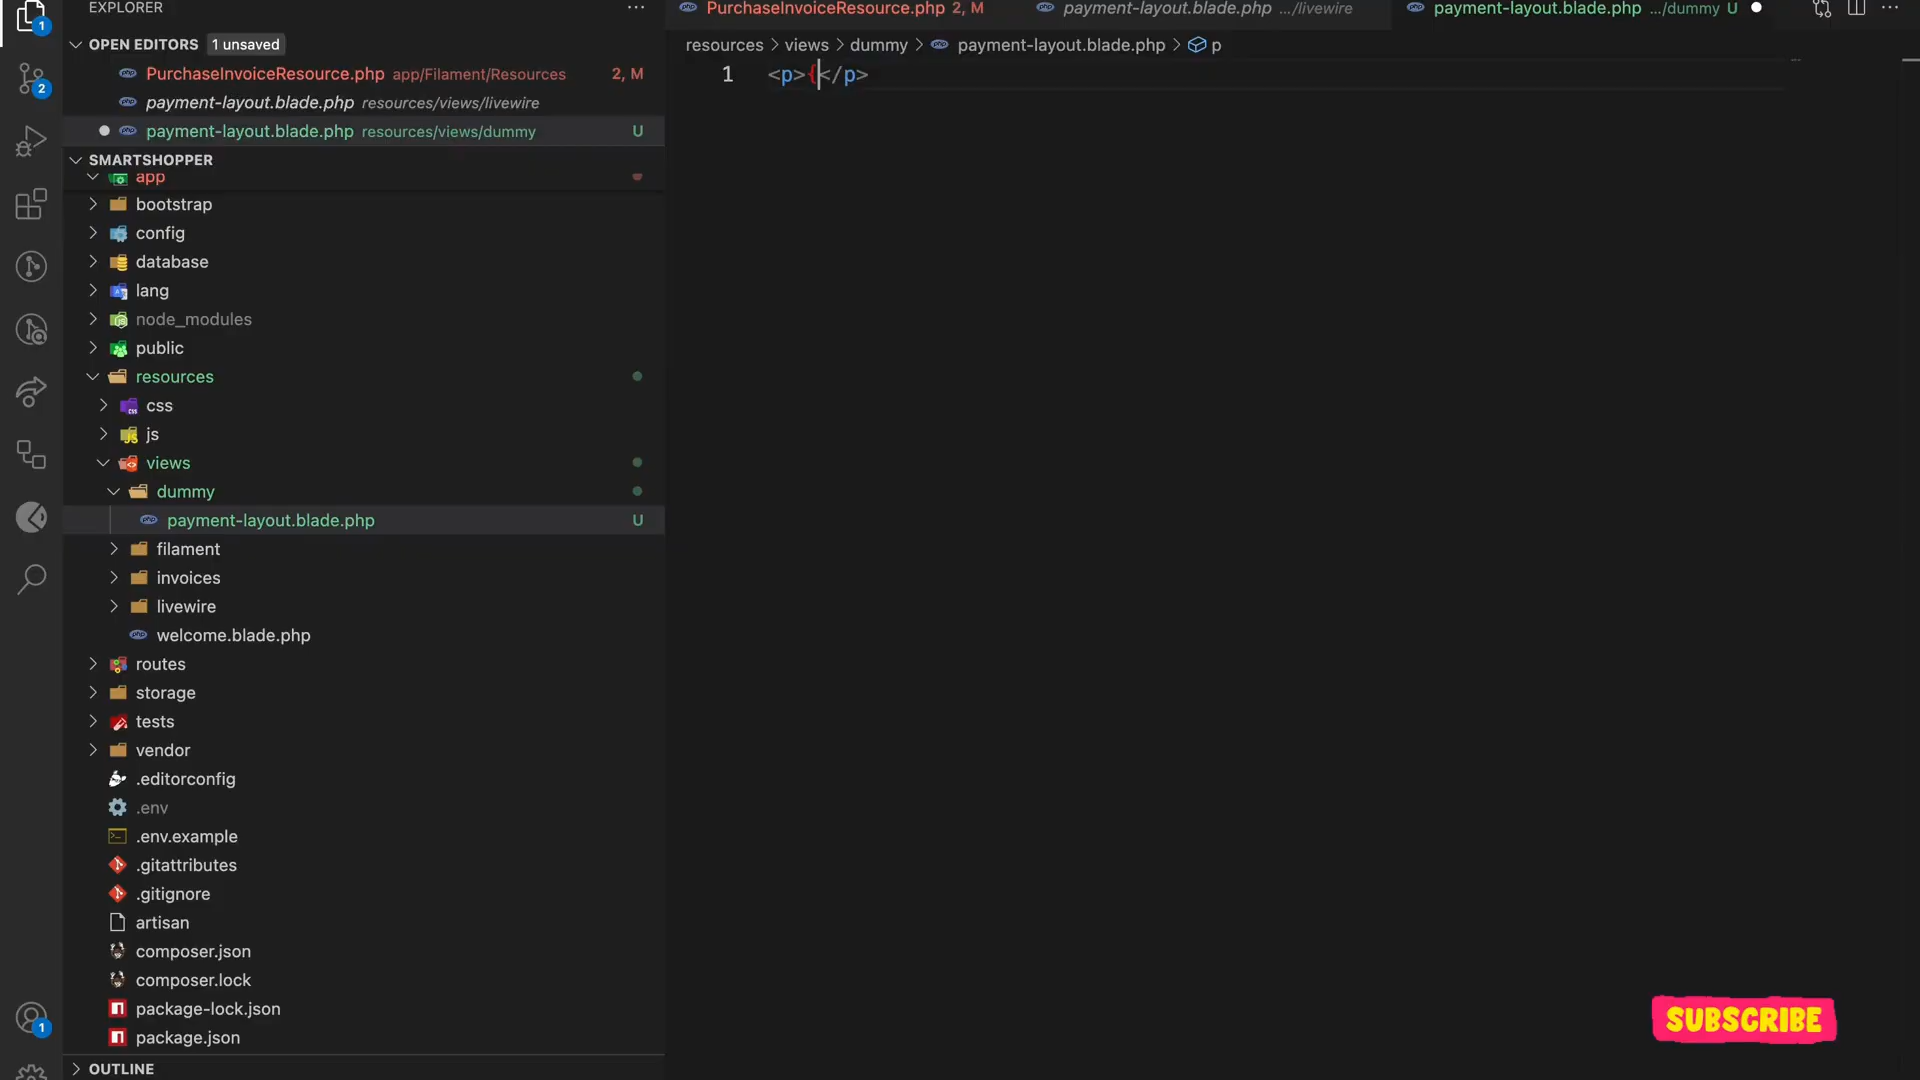 EXPLORER
OPEN EDITORS 1 unsaved
PurchaseInvoiceResource.php app/Filament/Resources 2, M
payment-layout.blade.php resources/views/livewire
payment-layout.blade.php resources/views/dummy U
SMARTSHOPPER
app
bootstrap
config
database
lang
node_modules
public
resources
css
js
views
dummy
payment-layout.blade.php U
filament
invoices
livewire
welcome.blade.php
routes
storage
tests
vendor
.editorconfig
.env
.env.example
.gitattributes
.gitignore
artisan
composer.json
composer.lock
package-lock.json
package.json
OUTLINE
1
2
1
PurchaseInvoiceResource.php 2, M
payment-layout.blade.php .../livewire
payment-layout.blade.php .../dummy U
resources > views > dummy > payment-layout.blade.php > p
1 <p>{</p>
SUBSCRIBE